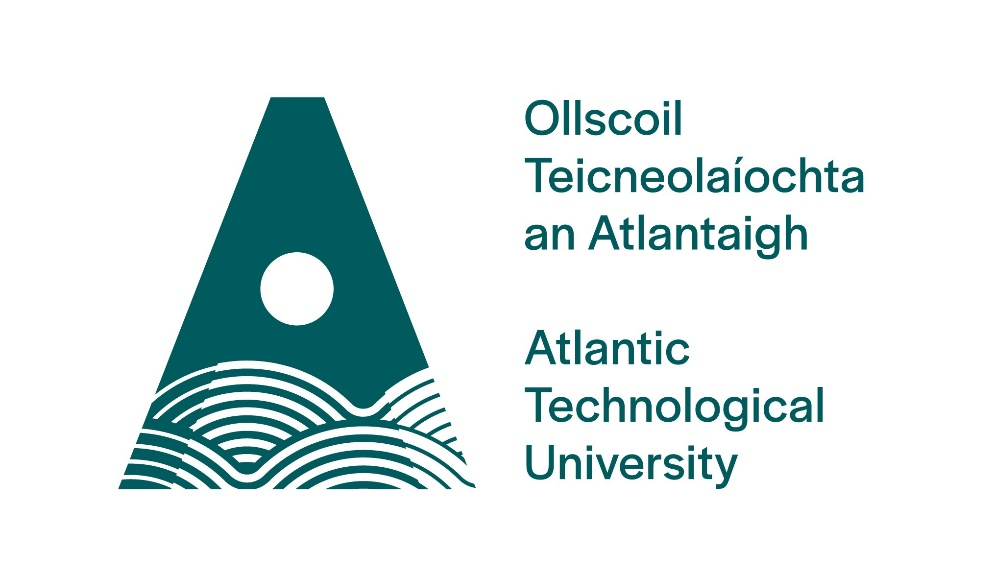 Ollscoil
Teicneolaíochta
an Atlantaigh
Atlantic
Technological
University